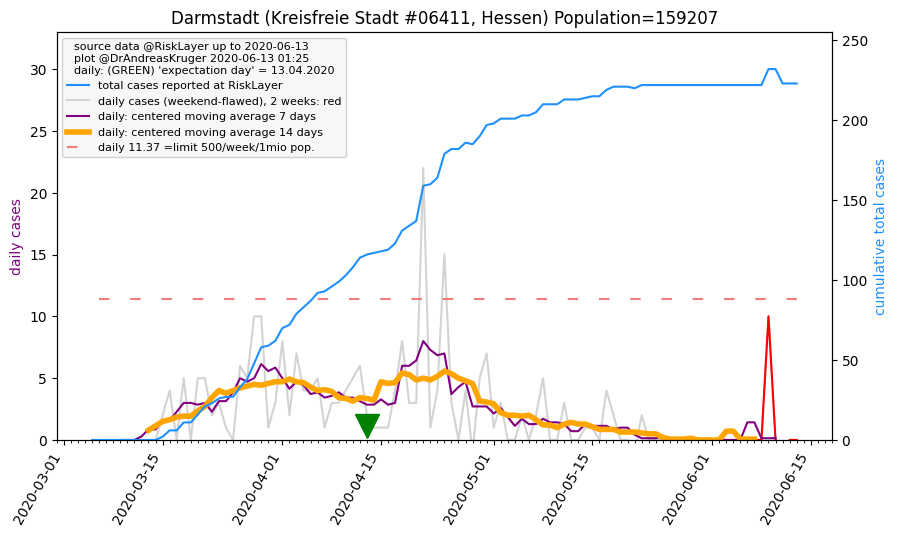 Darmstadt (Kreisfreie Stadt #06411, Hessen) Population=159207
source data @RiskLayer up to 2020-06-13
plot @DrAndreasKruger 2020-06-13 01:25
daily: (GREEN) 'expectation day' = 13.04.2020
total cases reported at RiskLayer
daily cases (weekend-flawed), 2 weeks: red
daily: centered moving average 7 days
daily: centered moving average 14 days
daily 11.37 =limit 500/week/1mio pop.
daily cases
30
25
20
15
10
5
0
cumulative total cases
250
200
150
100
50
0
2020-03-01
2020-03-15
2020-04-01
2020-04-15
2020-05-01
2020-05-15
2020-06-01
2020-06-15